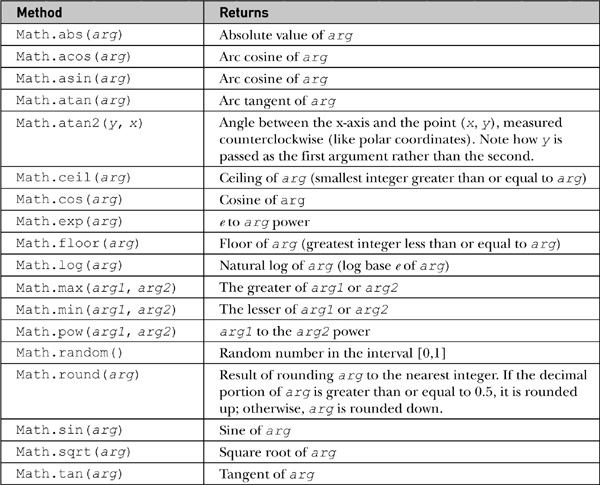 Method Returns
Math.abs(arg) Absolute value of arg
Math.acos(arg) Arc cosine of arg
Math.asin(arg) Arc cosine of arg
Math.atan(arg) Arc tangent of arg
Math.atan2(y, x) Angle between the x-axis and the point (x, y), measured
counterclockwise (like polar coordinates). Note how y is
passed as the first argument rather than the second.
Math.ceil(arg) Ceiling of arg (smallest integer greater than or equal to arg)
Math.cos(arg) Cosine of arg
Math.exp(arg) e to arg power
Math.floor(arg) Floor of arg (greatest integer less than or equal to arg)
Math.log(arg) Natural log of arg (log base e of arg)
Math.max(arg1, arg2) The greater of arg1 or arg2
Math.min(arg1, arg2) The lesser of arg1 or arg2
Math.pow(arg1, arg2) arg1 to the arg2 power
Math.random() Random number in the interval [0,1]
Math.round(arg) Result of rounding arg to the nearest integer. If the decimal
portion of arg is greater than or equal to 0.5, it is rounded
up; otherwise, arg is rounded down.
Math.sin(arg) Sine of arg
Math.sqrt(arg) Square root of arg
Math.tan(arg) Tangent of arg